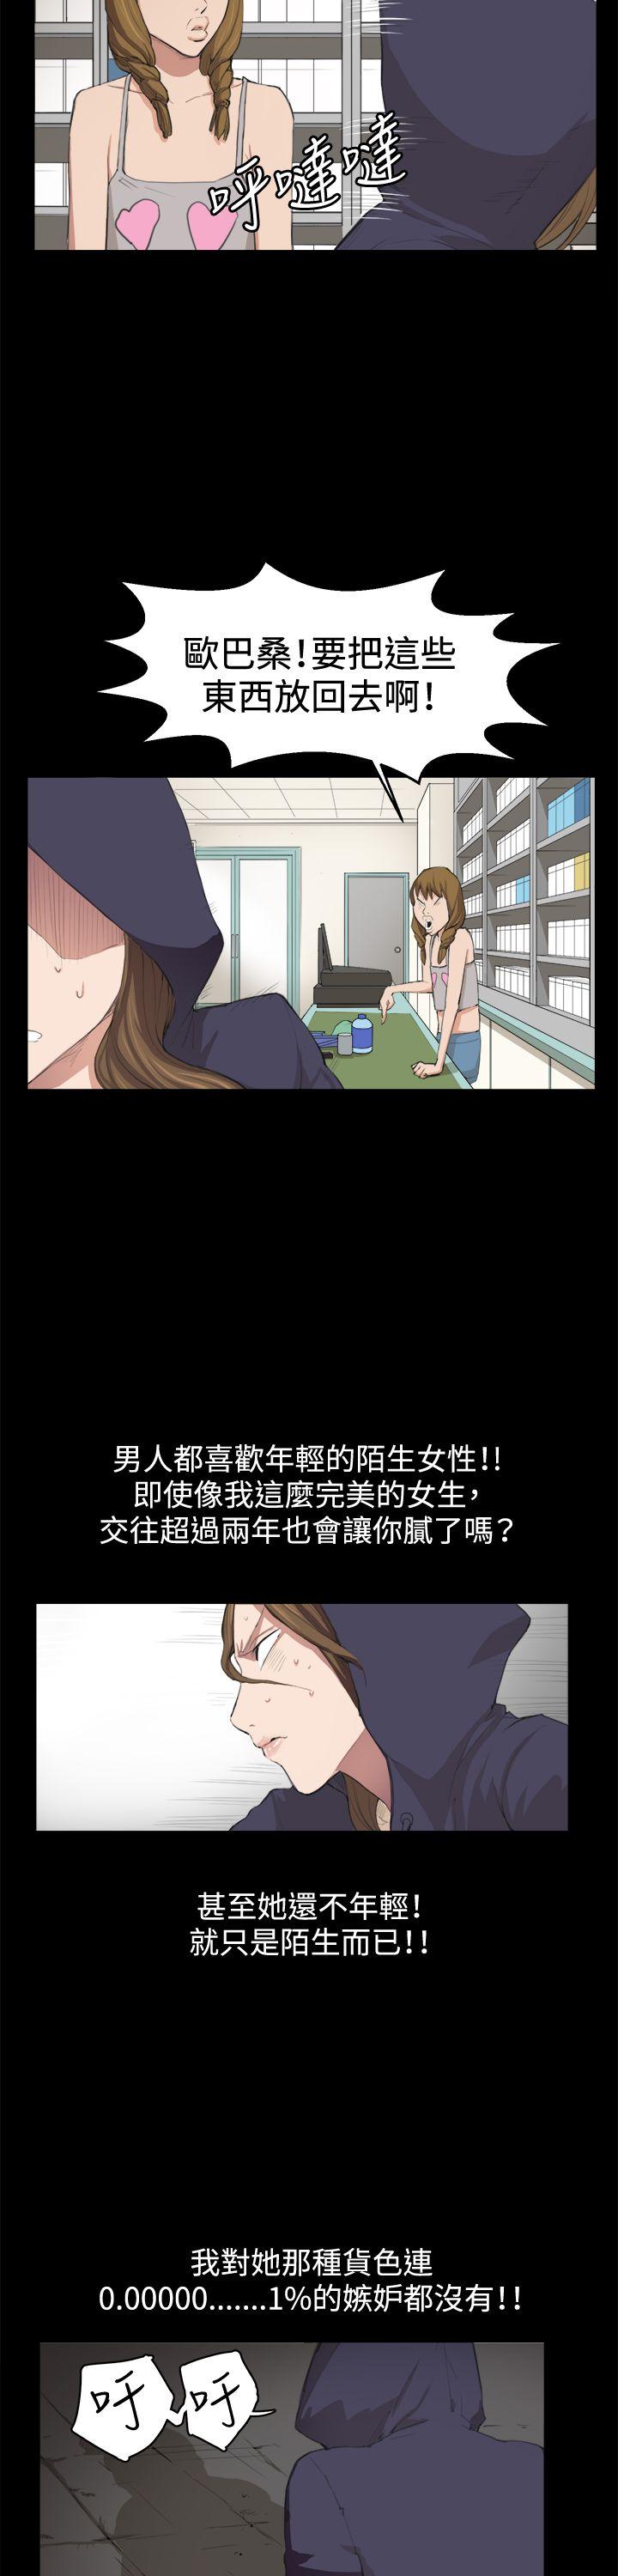 呼噠噠
歐巴桑!要把這些
東西放回去啊!
男人都喜歡年輕的陌生女性!!
即使像我這麼完美的女生,
交往超過兩年也會讓你膩了嗎?
甚至她還不年輕!
就只是陌生而已!!
我對她那種貨色連
0.00000.......1%的嫉妒都沒有!!
吁~吁~